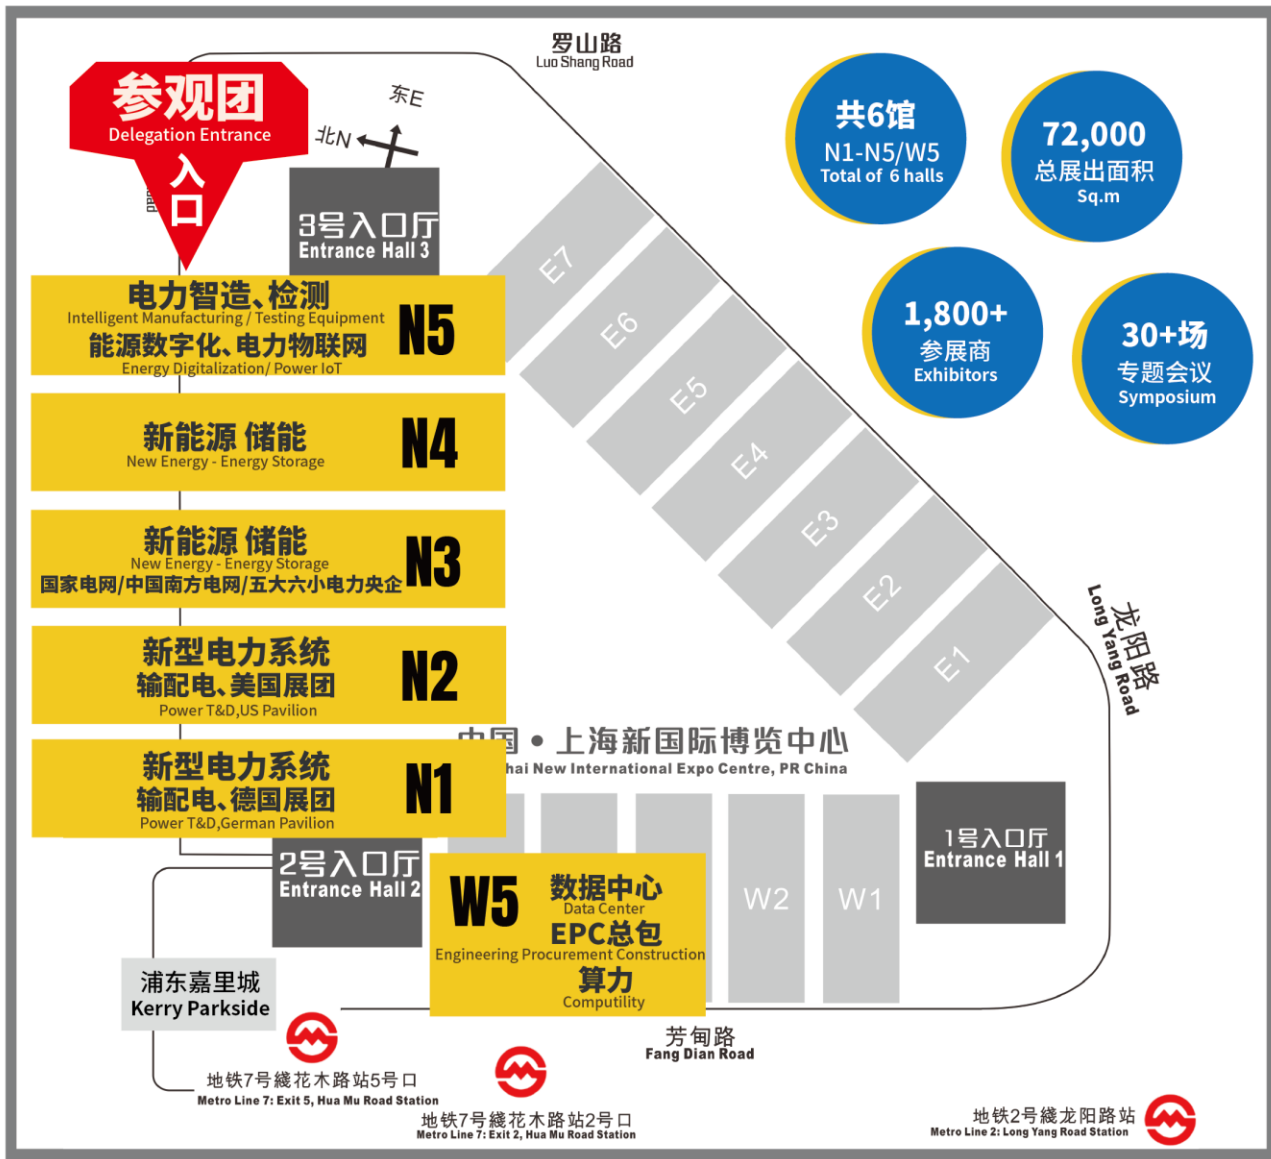 罗山路
Luo Shang Road
参观团
Delegation Entrance
入口
东E
北N
3号入口厅
Entrance Hall 3
共6馆
N1-N5/W5
Total of 6 halls
72,000
总展出面积
Sq.m
1,800+
参展商
Exhibitors
30+场
专题会议
Symposium
电力智造、检测
Intelligent Manufacturing / Testing Equipment
能源数字化、电力物联网
Energy Digitalization/ Power IoT
N5
新能源 储能
New Energy - Energy Storage
N4
新能源 储能
New Energy - Energy Storage
国家电网/中国南方电网/五大六小电力央企
N3
新型电力系统
输配电、美国展团
Power T&D,US Pavilion
N2
新型电力系统
输配电、德国展团
Power T&D,German Pavilion
N1
E7
E6
E5
E4
E3
E2
E1
龙阳路
Long Yang Road
中国•上海新国际博览中心
hai New International Expo Centre, PR China
2号入口厅
Entrance Hall 2
W5
数据中心
Data Center
EPC总包
Engineering Procurement Construction
算力
Computility
W2
W1
1号入口厅
Entrance Hall 1
浦东嘉里城
Kerry Parkside
芳甸路
Fang Dian Road
地铁7号綫花木路站5号口
Metro Line 7: Exit 5, Hua Mu Road Station
地铁7号綫花木路站2号口
Metro Line 7: Exit 2, Hua Mu Road Station
地铁2号綫龙阳路站
Metro Line 2: Long Yang Road Station